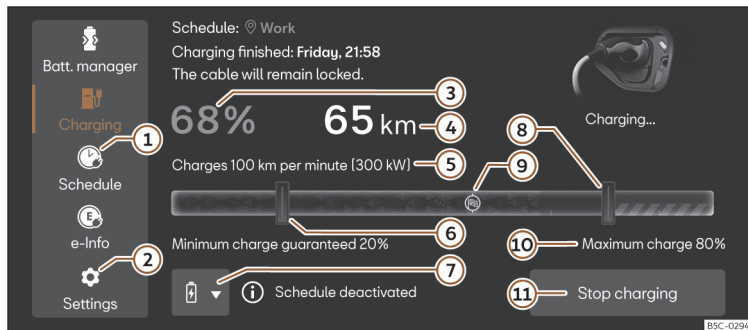 Batt. manager
Charging
Schedule
e-Info
Settings
1
2
Schedule: Work
Charging finished: Friday, 21:58
The cable will remain locked.
68%
65 km
3
4
Charging...
Charges 100 km per minute (300 kW)
5
8
9
Minimum charge guaranteed 20%
6
10
Maximum charge 80%
7
Schedule deactivated
11
Stop charging
E
B5C-0294